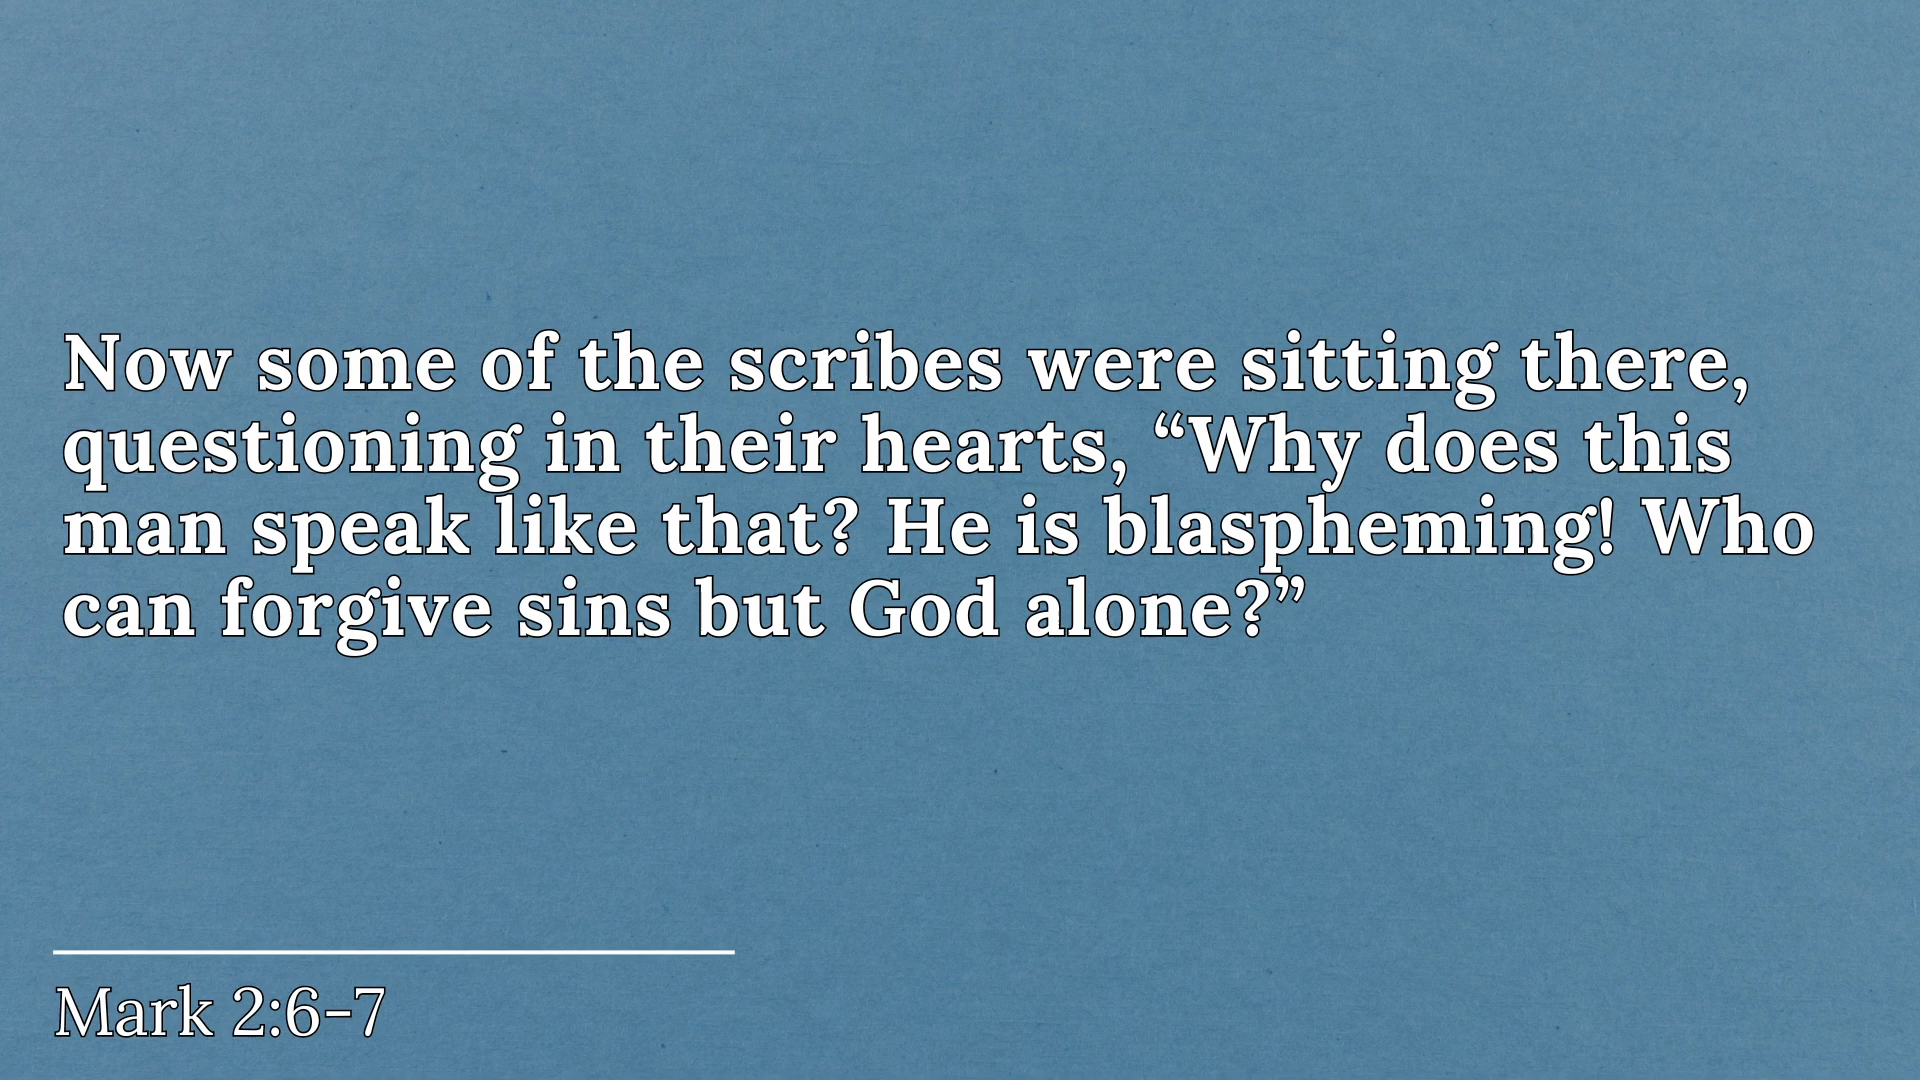 Now some of the scribes were sitting there,
questioning in their hearts, “Why does this
man speak like that? He is blaspheming! Who
can forgive sins but God alone?”
Mark 2:6–7